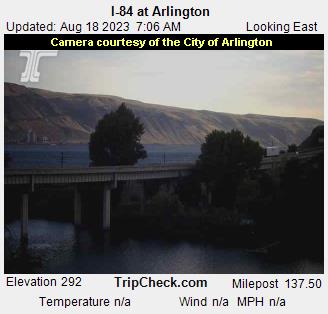 I-84 at Arlington
Updated: Aug 18 2023 7:06 AM Looking East
Camera courtesy of the City of Arlington
Elevation 292 TripCheck.com Milepost 137.50
Temperature n/a Wind n/a MPH n/a